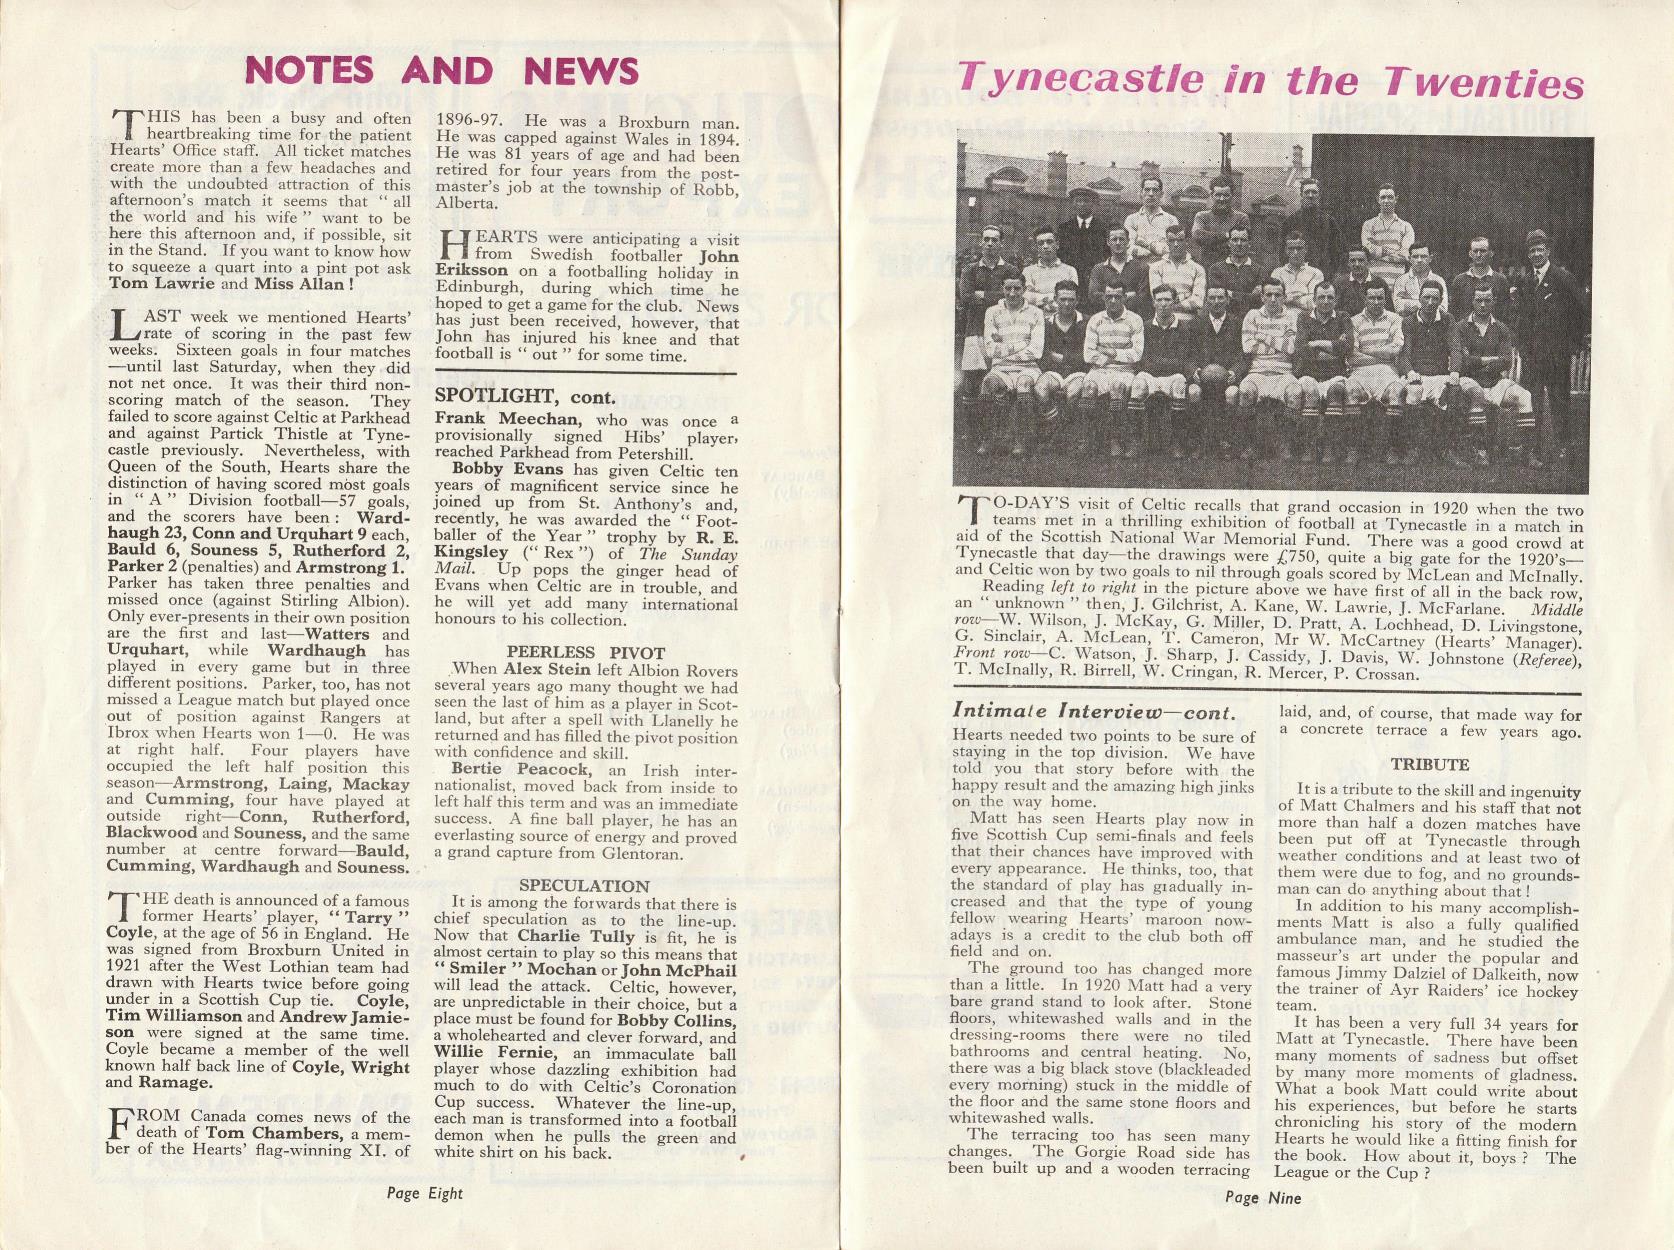 NOTES AND NEWS
THIS has been a busy and often
heartbreaking time for the patient
Hearts' Office staff. All ticket matches
create more than a few headaches and
with the undoubted attraction of this
afternoon's match it seems that " all
the world and his wife " want to be
here this afternoon and, if possible, sit
in the Stand. If you want to know how
to squeeze a quart into a pint pot ask
Tom Lawrie and Miss Allan !
LAST week we mentioned Hearts'
rate of scoring in the past few
weeks. Sixteen goals in four matches
—until last Saturday, when they did
not net once. It was their third non-
scoring match of the season. They
failed to score against Celtic at Parkhead
and against Partick Thistle at Tyne-
castle previously. Nevertheless, with
Queen of the South, Hearts share the
distinction of having scored most goals
in " A " Division football—57 goals,
and the scorers have been : Ward-
haugh 23, Conn and Urquhart 9 each,
Bauld 6, Souness 5, Rutherford 2,
Parker 2 (penalties) and Armstrong 1.
Parker has taken three penalties and
missed once (against Stirling Albion).
Only ever-presents in their own position
are the first and last—Watters and
Urquhart, while Wardhaugh has
played in every game but in three
different positions. Parker, too, has not
missed a League match but played once
out of position against Rangers at
Ibrox when Hearts won 1—0. He was
at right half. Four players have
occupied the left half position this
season—Armstrong, Laing, Mackay
and Cumming, four have played at
outside right—Conn, Rutherford,
Blackwood and Souness, and the same
number at centre forward—Bauld,
Cumming, Wardhaugh and Souness.
THE death is announced of a famous
former Hearts' player, " Tarry "
Coyle, at the age of 56 in England. He
was signed from Broxburn United in
1921 after the West Lothian team had
drawn with Hearts twice before going
under in a Scottish Cup tie. Coyle,
Tim Williamson and Andrew Jamie-
son were signed at the same time.
Coyle became a member of the well
known half back line of Coyle, Wright
and Ramage.
FROM Canada comes news of the
death of Tom Chambers, a mem-
ber of the Hearts' flag-winning XI. of
1896-97. He was a Broxburn man.
He was capped against Wales in 1894.
He was 81 years of age and had been
retired for four years from the post-
master's job at the township of Robb,
Alberta.
HEARTS were anticipating a visit
from Swedish footballer John
Eriksson on a footballing holiday in
Edinburgh, during which time he
hoped to get a game for the club. News
has just been received, however, that
John has injured his knee and that
football is " out " for some time.
SPOTLIGHT, cont.
Frank Meechan, who was once a
provisionally signed Hibs' player,
reached Parkhead from Petershill.
Bobby Evans has given Celtic ten
years of magnificent service since he
joined up from St. Anthony's and,
recently, he was awarded the " Foot-
baller of the Year " trophy by R. E.
Kingsley (" Rex ") of The Sunday
Mail. Up pops the ginger head of
Evans when Celtic are in trouble, and
he will yet add many international
honours to his collection.
PEERLESS PIVOT
When Alex Stein left Albion Rovers
several years ago many thought we had
seen the last of him as a player in Scot-
land, but after a spell with Llanelly he
returned and has filled the pivot position
with confidence and skill.
Bertie Peacock, an Irish inter-
nationalist, moved back from inside to
left half this term and was an immediate
success. A fine ball player, he has an
everlasting source of energy and proved
a grand capture from Glentoran.
SPECULATION
It is among the forwards that there is
chief speculation as to the line-up.
Now that Charlie Tully is fit, he is
almost certain to play so this means that
" Smiler " Mochan or John McPhail
will lead the attack. Celtic, however,
are unpredictable in their choice, but a
place must be found for Bobby Collins,
a wholehearted and clever forward, and
Willie Fernie, an immaculate ball
player whose dazzling exhibition had
much to do with Celtic's Coronation
Cup success. Whatever the line-up,
each man is transformed into a football
demon when he pulls the green and
white shirt on his back.
Page Eight
Tynecastle in the Twenties
TO-DAY'S visit of Celtic recalls that grand occasion in 1920 when the two
teams met in a thrilling exhibition of football at Tynecastle in a match in
aid of the Scottish National War Memorial Fund. There was a good crowd at
Tynecastle that day—the drawings were £750, quite a big gate for the 1920's—
and Celtic won by two goals to nil through goals scored by McLean and McInally.
Reading left to right in the picture above we have first of all in the back row,
an " unknown " then, J. Gilchrist, A. Kane, W. Lawrie, J. McFarlane. Middle
row—W. Wilson, J. McKay, G. Miller, D. Pratt, A. Lochhead, D. Livingstone,
G. Sinclair, A. McLean, T. Cameron, Mr W. McCartney (Hearts' Manager).
Front row—C. Watson, J. Sharp, J. Cassidy, J. Davis, W. Johnstone (Referee),
T. McInally, R. Birrell, W. Cringan, R. Mercer, P. Crossan.
Intimate Interview—cont.
Hearts needed two points to be sure of
staying in the top division. We have
told you that story before with the
happy result and the amazing high jinks
on the way home.
Matt has seen Hearts play now in
five Scottish Cup semi-finals and feels
that their chances have improved with
every appearance. He thinks, too, that
the standard of play has gradually in-
creased and that the type of young
fellow wearing Hearts' maroon now-
adays is a credit to the club both off
field and on.
The ground too has changed more
than a little. In 1920 Matt had a very
bare grand stand to look after. Stone
floors, whitewashed walls and in the
dressing-rooms there were no tiled
bathrooms and central heating. No,
there was a big black stove (blackleaded
every morning) stuck in the middle of
the floor and the same stone floors and
whitewashed walls.
The terracing too has seen many
changes. The Gorgie Road side has
been built up and a wooden terracing
laid, and, of course, that made way for
a concrete terrace a few years ago.
TRIBUTE
It is a tribute to the skill and ingenuity
of Matt Chalmers and his staff that not
more than half a dozen matches have
been put off at Tynecastle through
weather conditions and at least two of
them were due to fog, and no grounds-
man can do anything about that !
In addition to his many accomplish-
ments Matt is also a fully qualified
ambulance man, and he studied the
masseur's art under the popular and
famous Jimmy Dalziel of Dalkeith, now
the trainer of Ayr Raiders' ice hockey
team.
It has been a very full 34 years for
Matt at Tynecastle. There have been
many moments of sadness but offset
by many more moments of gladness.
What a book Matt could write about
his experiences, but before he starts
chronicling his story of the modern
Hearts he would like a fitting finish for
the book. How about it, boys ? The
League or the Cup ?
Page Nine